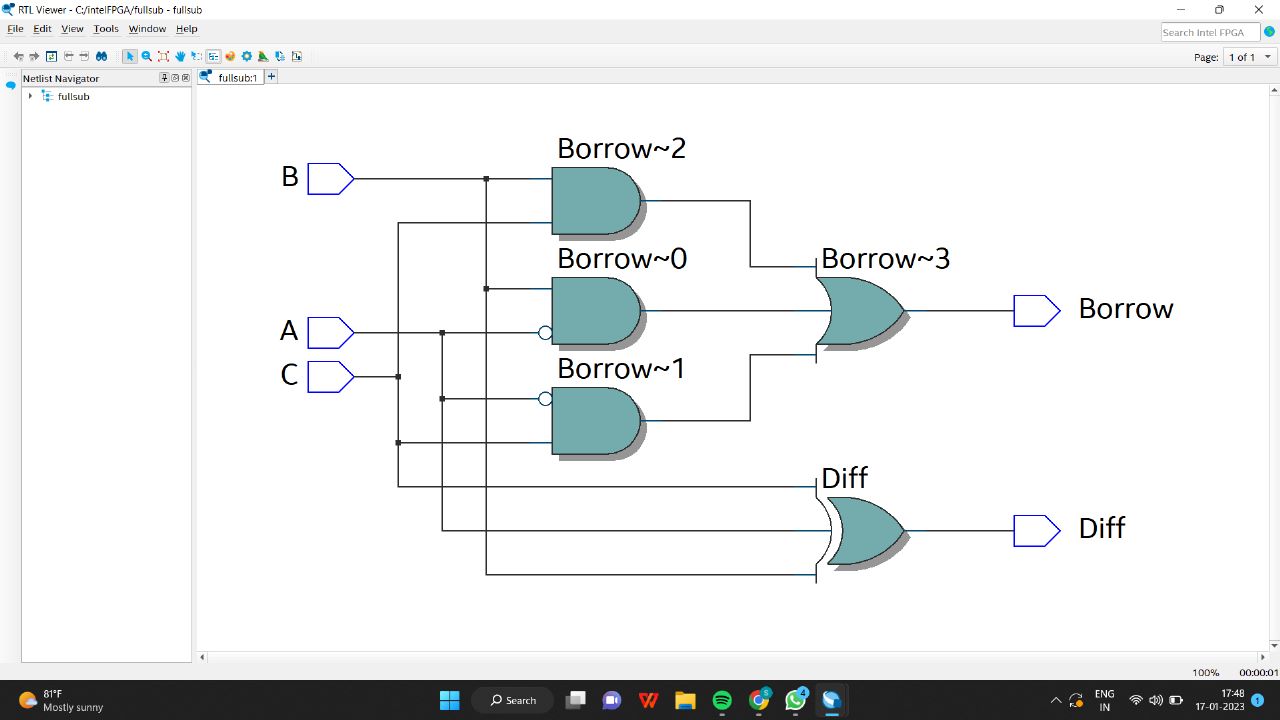 RTL Viewer - C:/intelFPGA/fullsub - fullsub
File Edit View Tools Window Help
Search Intel FPGA
Page: 1 of 1
Netlist Navigator
fullsub
fullsub:1
Borrow~2
B
Borrow~0
Borrow~3
Borrow
A
C
Borrow~1
Diff
Diff
100% 00:00:01
81°F
Mostly sunny
Search
W
S
4
ENG
IN
17:48
17-01-2023
1